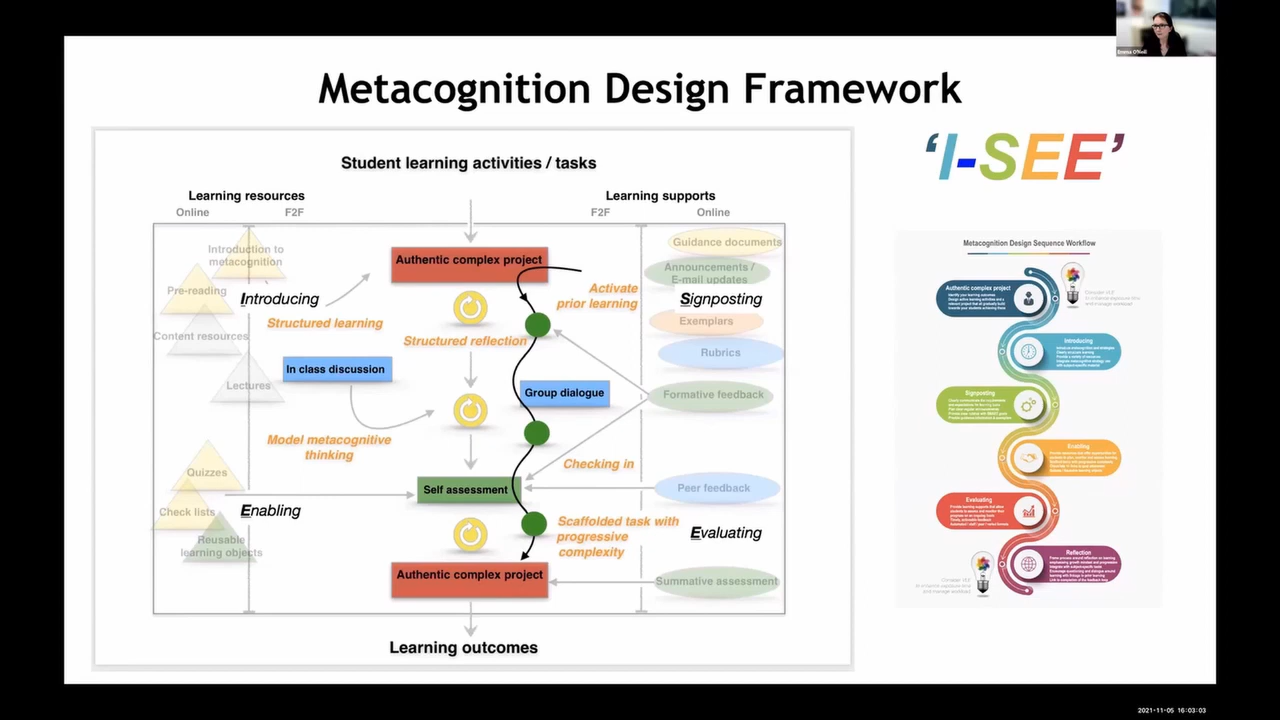 Emma O'Neill
Metacognition Design Framework
'I-SEE'
Student learning activities / tasks
Learning resources
Learning supports
Online
F2F
F2F
Online
Introduction to
metacognition
Pre-reading
Introducing
Structured learning
Content resources
Lectures
In class discussion
Model metacognitive
thinking
Quizzes
Check lists
Enabling
Reusable
learning objects
Authentic complex project
Structured reflection
Activate
prior learning
Group dialogue
Checking in
Self assessment
Scaffolded task with
progressive
complexity
Authentic complex project
Guidance documents
Announcements /
E-mail updates
Signposting
Exemplars
Rubrics
Formative feedback
Peer feedback
Evaluating
Summative assessment
Learning outcomes
Metacognition Design Sequence Workflow
Authentic complex project
Introducing
Signposting
Enabling
Evaluating
Reflection
2021-11-05 16:03:03